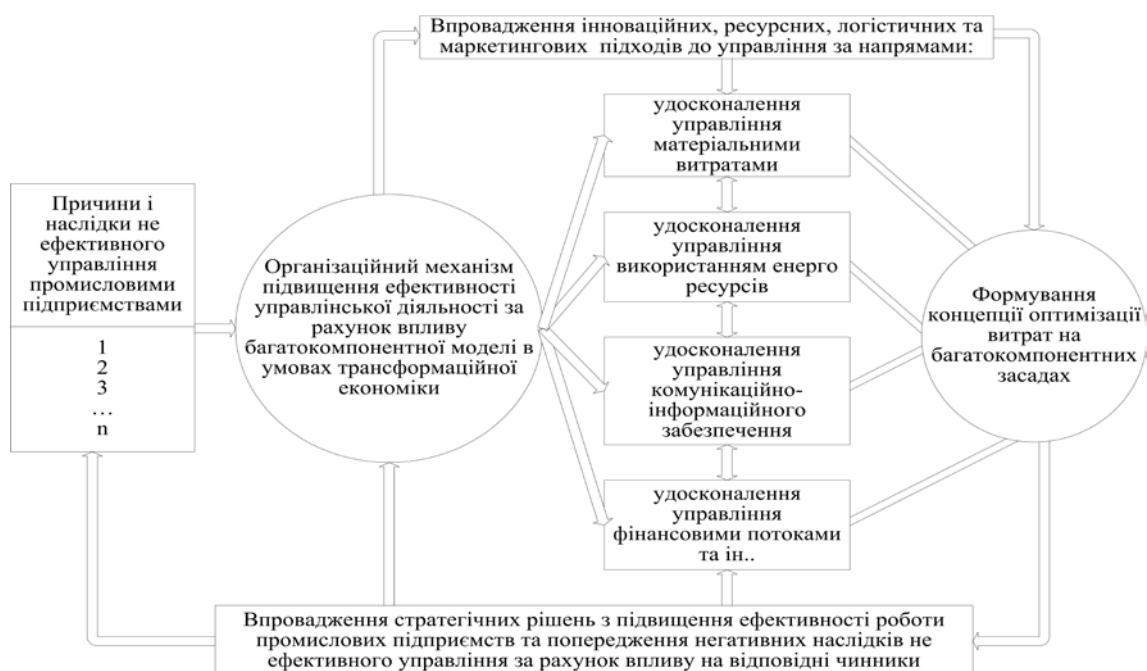 Впровадження інноваційних, ресурсних, логістичних та
маркетингових підходів до управління за напрямами:
Причини і
наслідки не
ефективного
управління
промисловими
підприємствами
1
2
3
…
n
Організаційний механізм
підвищення ефективності
управлінської діяльності за
рахунок впливу
багатокомпонентної моделі в
умовах трансформаційної
економіки
удосконалення
управління
матеріальними
витратами
удосконалення
управління
використанням енерго
ресурсів
удосконалення
управління
комунікаційно-
інформаційного
забезпечення
удосконалення
управління
фінансовими потоками
та ін..
Формування
концепції оптимізації
витрат на
багатокомпонентних
засадах
Впровадження стратегічних рішень з підвищення ефективності роботи
промислових підприємств та попередження негативних наслідків не
ефективного управління за рахунок впливу на відповідні чинники